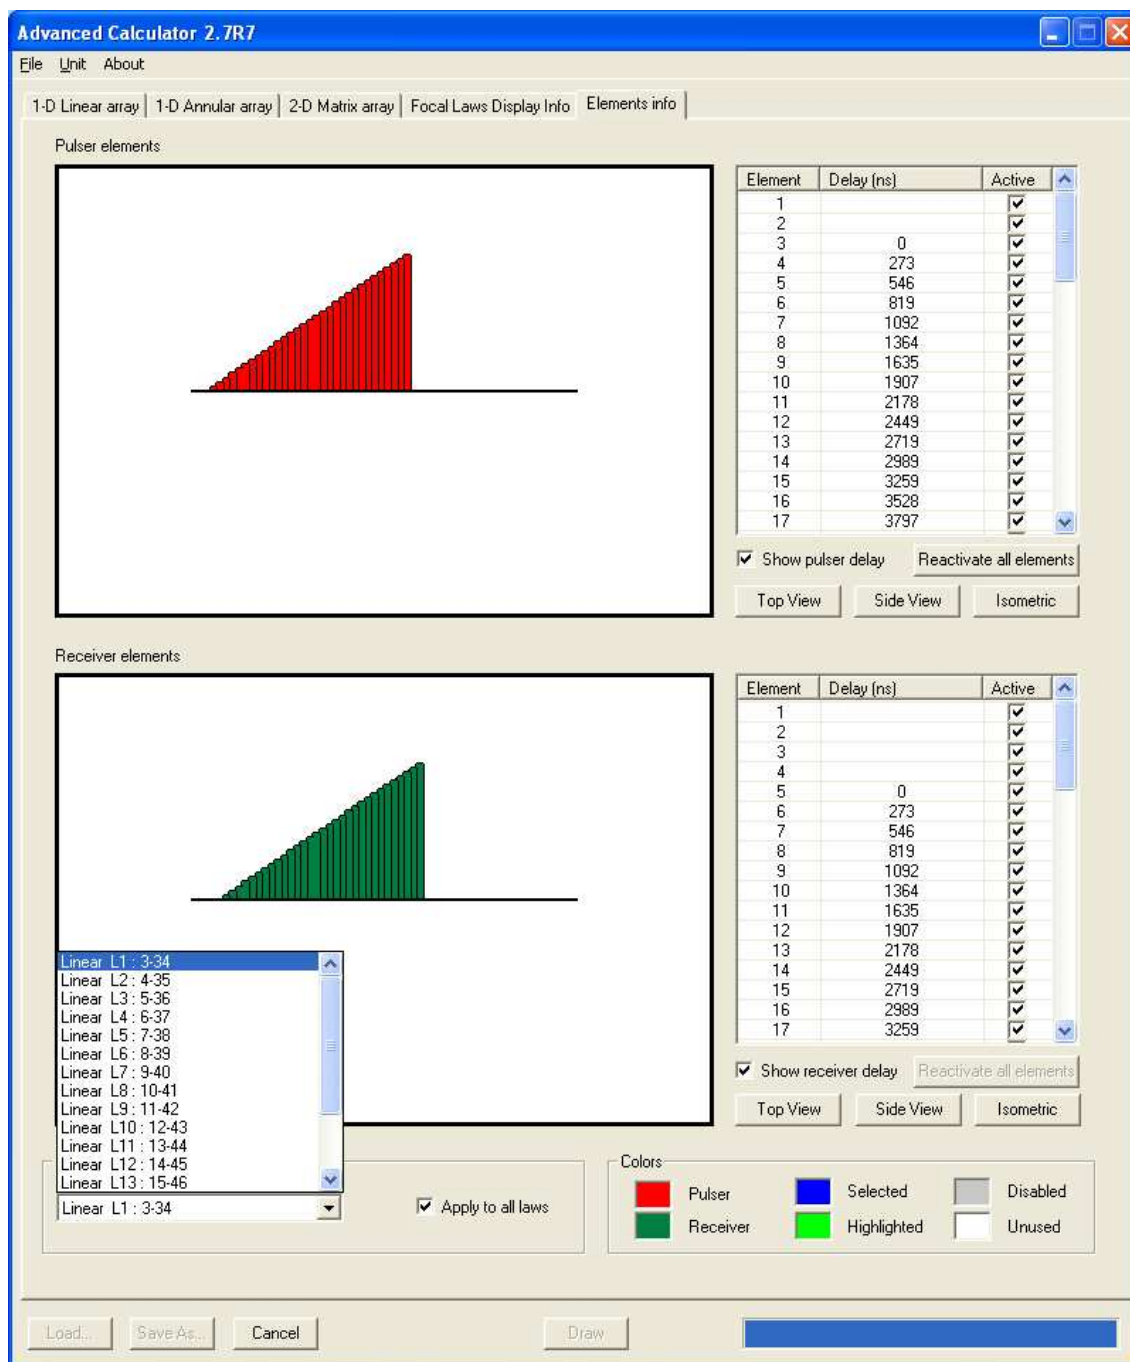 Advanced Calculator 2.7R7
File Unit About
1-D Linear array 1-D Annular array 2-D Matrix array Focal Laws Display Info Elements info
Pulser elements
Element Delay (ns) Active
1
2
3 0
4 273
5 546
6 819
7 1092
8 1364
9 1635
10 1907
11 2178
12 2449
13 2719
14 2989
15 3259
16 3528
17 3797
Show pulser delay Reactivate all elements
Top View Side View Isometric
Receiver elements
Element Delay (ns) Active
1
2
3
4
5 0
6 273
7 546
8 819
9 1092
10 1364
11 1635
12 1907
13 2178
14 2449
15 2719
16 2989
17 3259
Show receiver delay Reactivate all elements
Top View Side View Isometric
Linear L1 : 3-34
Linear L2 : 4-35
Linear L3 : 5-36
Linear L4 : 6-37
Linear L5 : 7-38
Linear L6 : 8-39
Linear L7 : 9-40
Linear L8 : 10-41
Linear L9 : 11-42
Linear L10 : 12-43
Linear L11 : 13-44
Linear L12 : 14-45
Linear L13 : 15-46
Linear L1 : 3-34
Apply to all laws
Colors
Pulser Selected Disabled
Receiver Highlighted Unused
Load... Save As... Cancel Draw